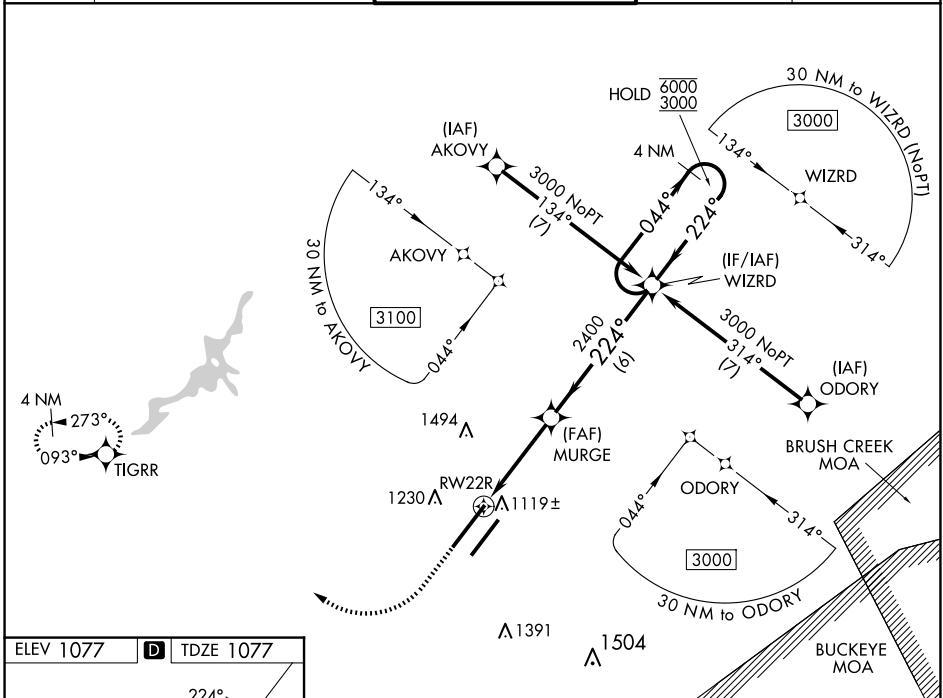 HOLD 6000
3000
30 NM to WIZRD (NoPT)
3000
134°
WIZRD
314°
4 NM
044°
224°
(IAF)
AKOVY
3000 NoPT
134°
(7)
134°
AKOVY
3100
044°
30 NM to AKOVY
(IF/IAF)
WIZRD
2400
224°
(6)
3000 NoPT
314°
(7)
(IAF)
ODORY
4 NM
273°
093°
TIGRR
1494
(FAF)
MURGE
1230
RW22R
1119±
BRUSH CREEK
MOA
ODORY
044°
314°
3000
30 NM to ODORY
1391
1504
BUCKEYE
MOA
ELEV 1077 D TDZE 1077
224°